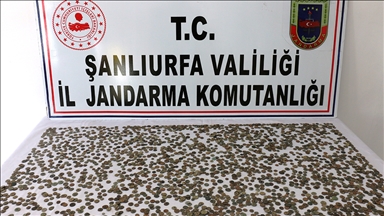 T.C.
ŞANLIURFA VALİLİĞİ
İL JANDARMA KOMUTANLIĞI